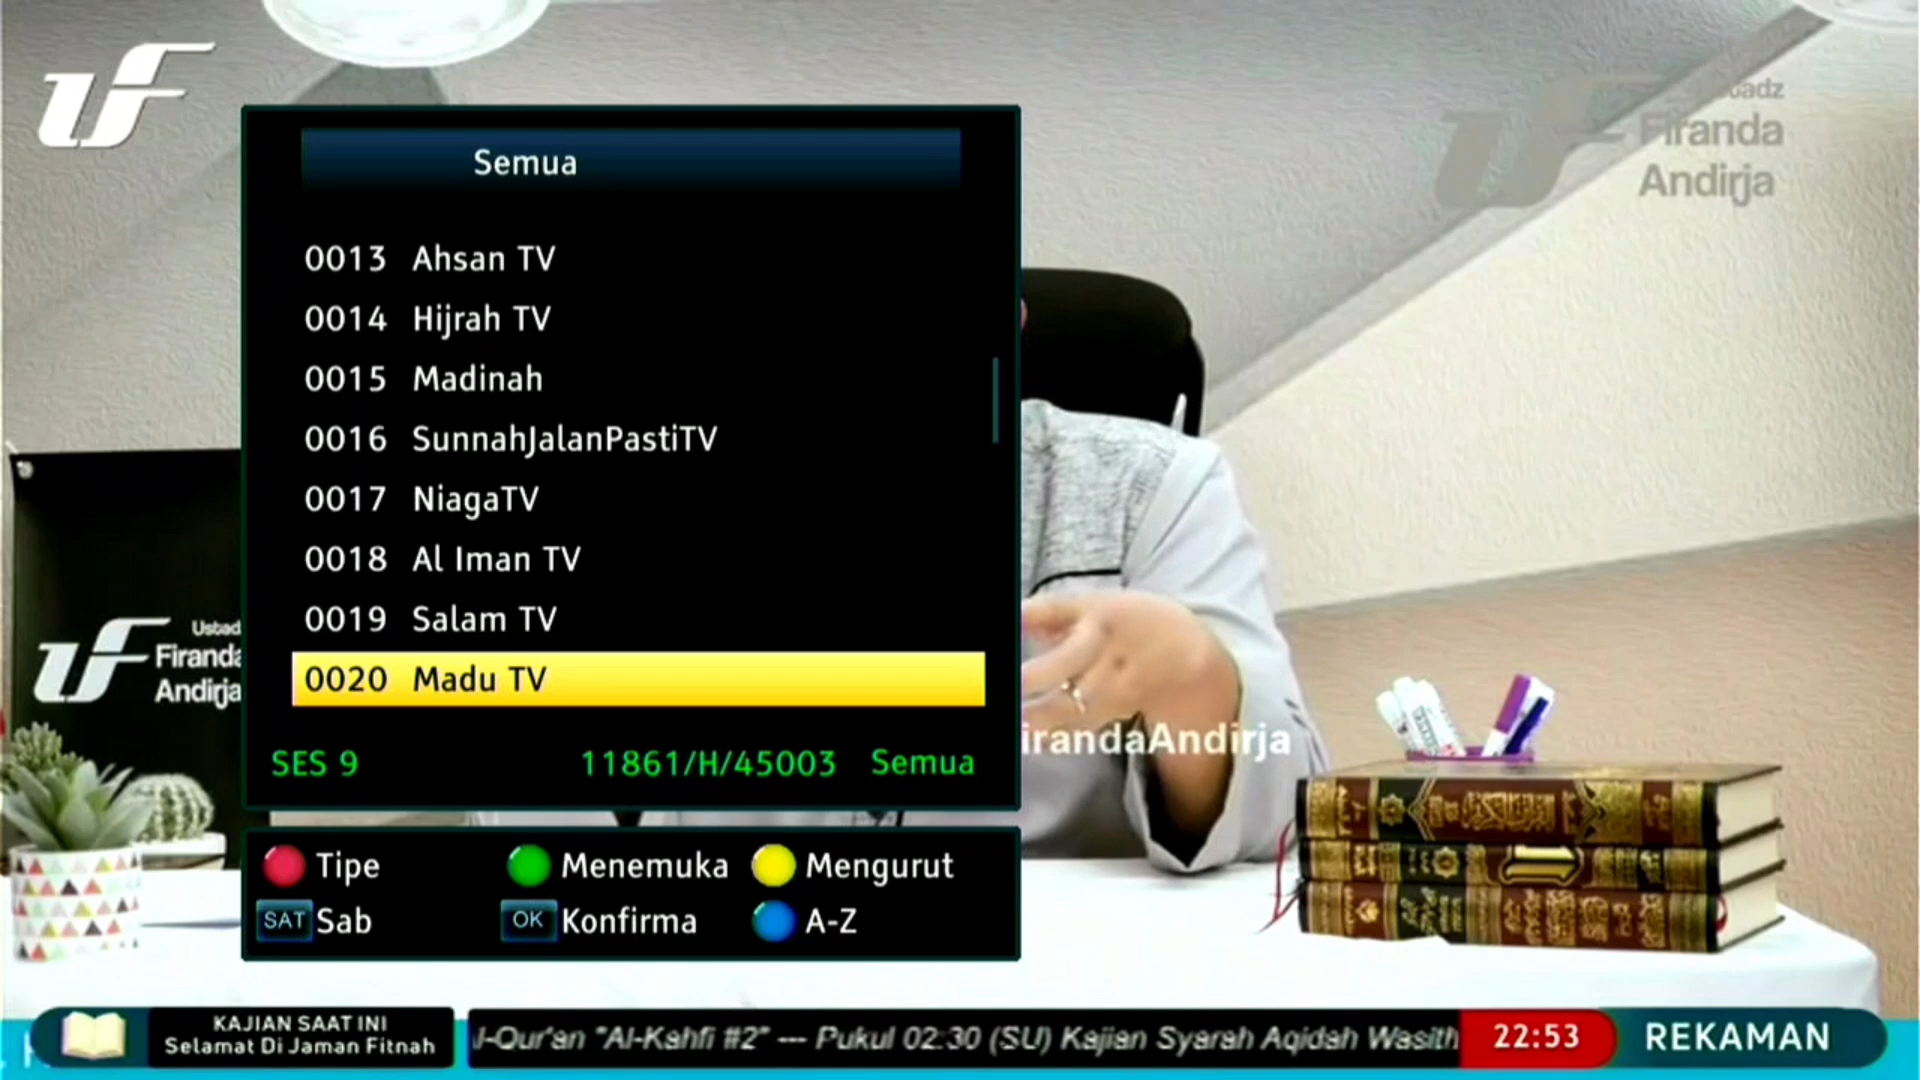 Ustadz
Firanda
Andirja
Semua
0013 Ahsan TV
0014 Hijrah TV
0015 Madinah
0016 SunnahJalanPastiTV
0017 NiagaTV
0018 Al Iman TV
0019 Salam TV
0020 Madu TV
SES 9 11861/H/45003 Semua
Ustad
Firanda
Andirja
irandaAndirja
Tipe Menemuka Mengurut
SAT Sab OK Konfirma A-Z
KAJIAN SAAT INI
Selamat Di Jaman Fitnah
l-Qur'an "Al-Kahfi #2" --- Pukul 02:30 (SU) Kajian Syarah Aqidah Wasith
22:53 REKAMAN